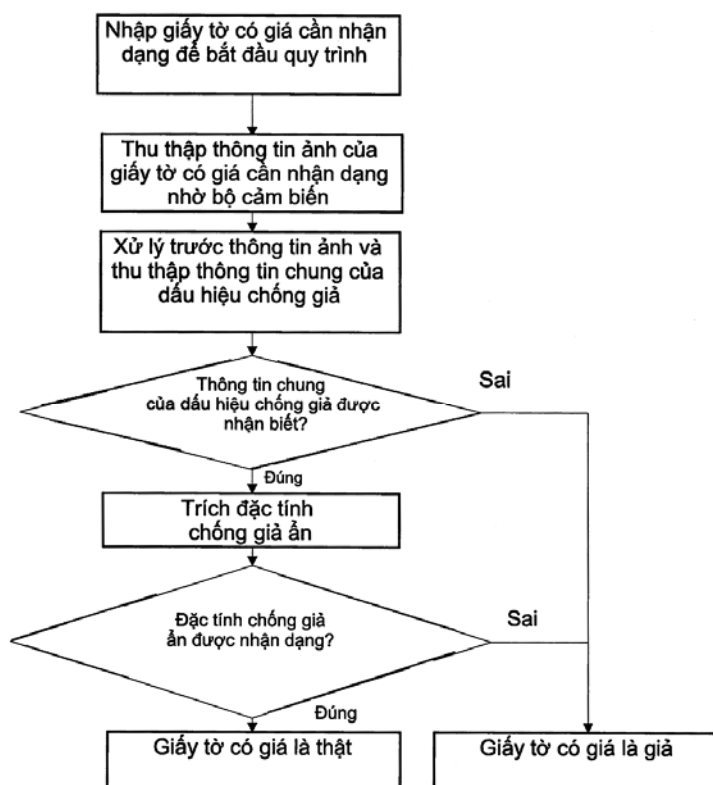 Nhập giấy tờ có giá cần nhận
dạng để bắt đầu quy trình
Thu thập thông tin ảnh của
giấy tờ có giá cần nhận dạng
nhờ bộ cảm biến
Xử lý trước thông tin ảnh và
thu thập thông tin chung của
dấu hiệu chống giả
Thông tin chung
của dấu hiệu chống giả được
nhận biết?
Sai
Đúng
Trích đặc tính
chống giả ẩn
Đặc tính chống giả
ẩn được nhận dạng?
Sai
Đúng
Giấy tờ có giá là thật
Giấy tờ có giá là giả